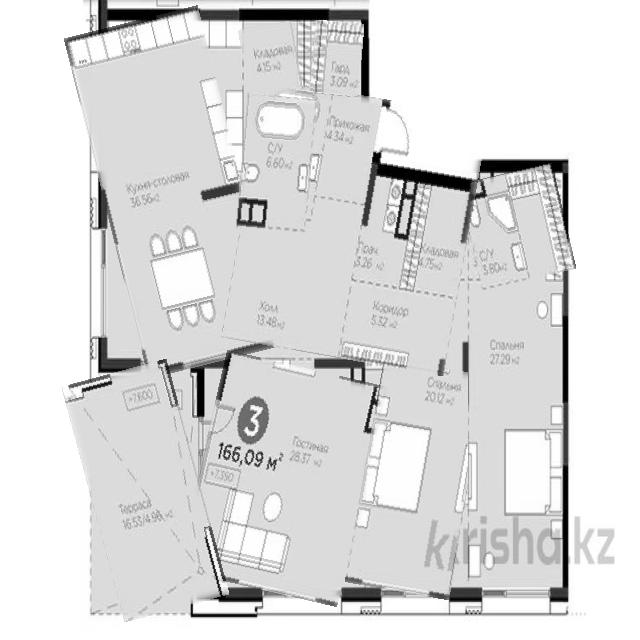 Кладовая
4.15 м2
Гард
3.09 м2
Прихожая
4.34 м2
С/У
6.60 м2
Кухня-столовая
36.56 м2
Прач.
3.26 м2
Кладовая
4.75 м2
С/У
3.80 м2
Холл
13.48 м2
Коридор
5.32 м2
Спальня
27.29 м2
Спальня
20.12 м2
+7.600
3
166,09 м²
Гостиная
28.37 м2
+7.350
Терраса
16.53/4.96 м2
krisha.kz